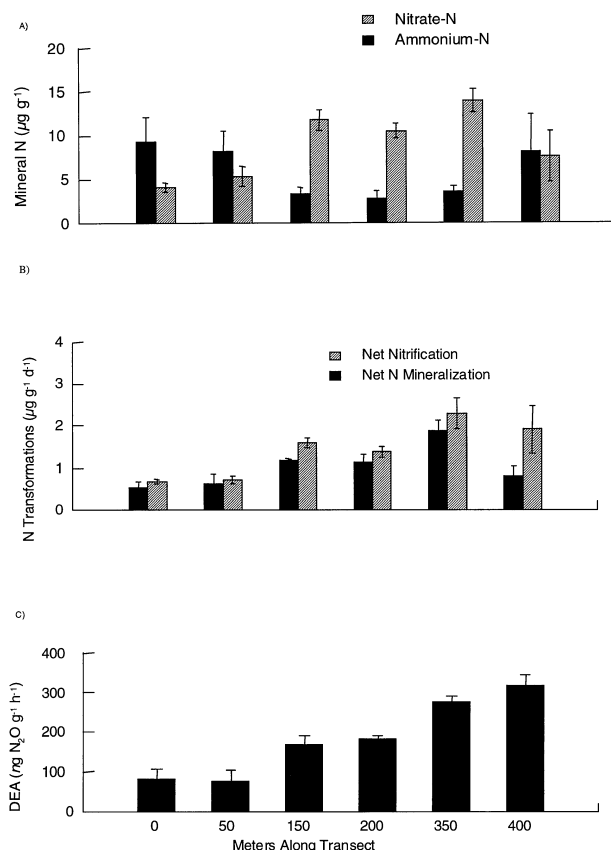 A)
Nitrate-N
Ammonium-N
20
15
10
5
0
Mineral N (µg g⁻¹)
B)
Net Nitrification
Net N Mineralization
4
3
2
1
0
N Transformations (µg g⁻¹ d⁻¹)
C)
400
300
200
100
0
DEA (ng N₂O g⁻¹ h⁻¹)
0 50 150 200 350 400
Meters Along Transect